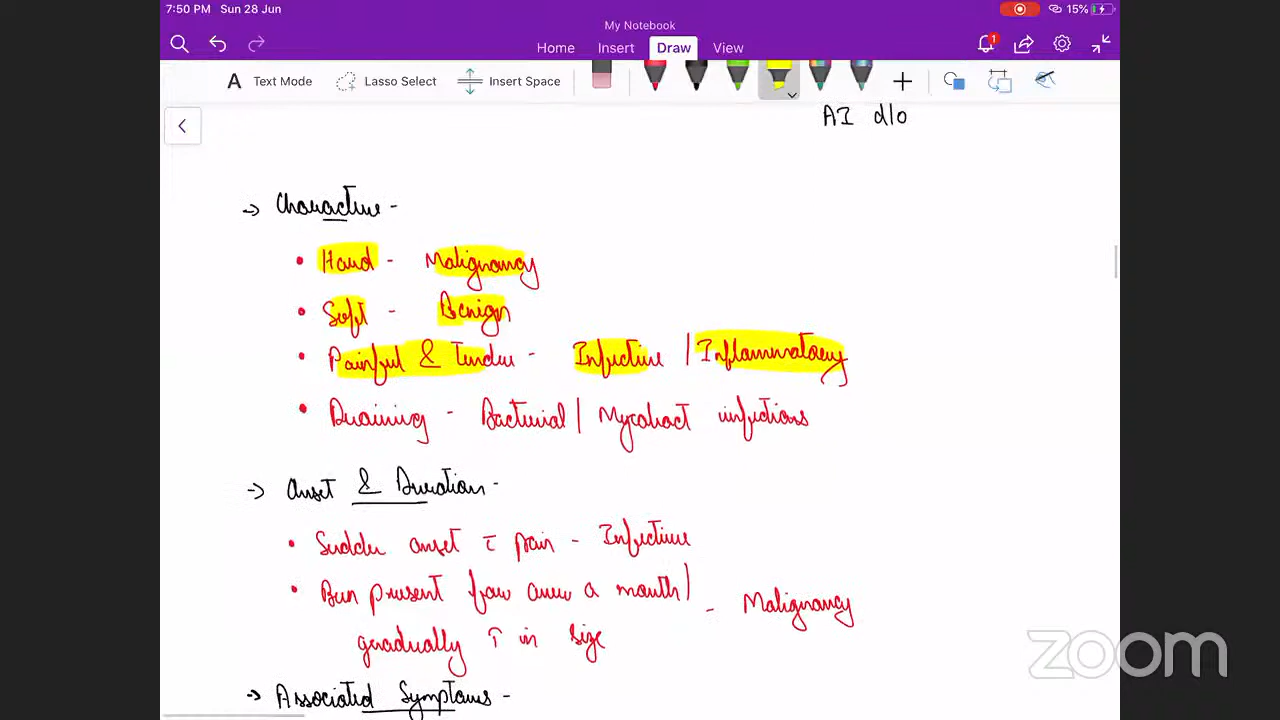 7:50 PM Sun 28 Jun
15%
My Notebook
Home Insert Draw View
1
A Text Mode Lasso Select Insert Space
AI d/o
→ Character -
• Hard - Malignancy
• Soft - Benign
• Painful & Tender - Infective / Inflammatory
• Draining - Bacterial / Mycobact infections
→ Onset & Duration -
• Sudden onset c̄ pain - Infective
• Been present for over a month /
gradually ↑ in size - Malignancy
→ Associated Symptoms -
zoom